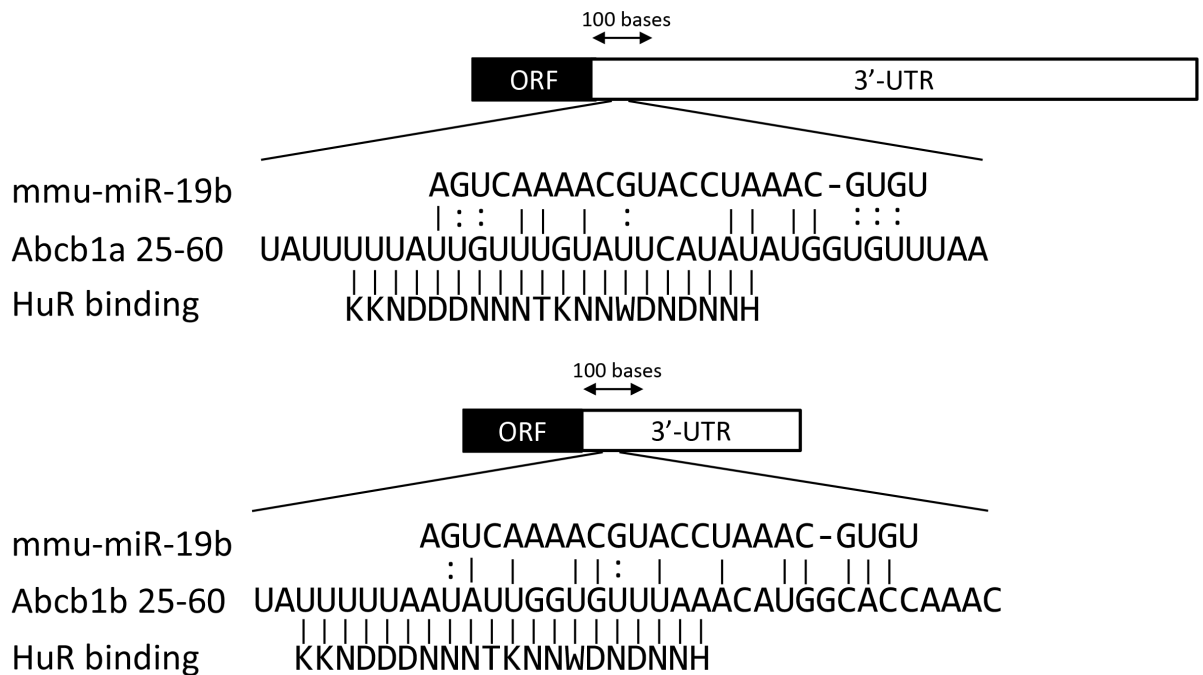 100 bases
ORF 3'-UTR
mmu-miR-19b AGUCAAAACGUACCUAAAC-GUGU
Abcb1a 25-60 UAUUUUUAUUGUUUGUAUUCAUAUAUGGUGUUUAA
HuR binding KKNDDDNNNTKNNWDNDNNH
100 bases
ORF 3'-UTR
mmu-miR-19b AGUCAAAACGUACCUAAAC-GUGU
Abcb1b 25-60 UAUUUUUAAUAUUGGUGUUUAAACAUGGCACCAAAC
HuR binding KKNDDDNNNTKNNWDNDNNH